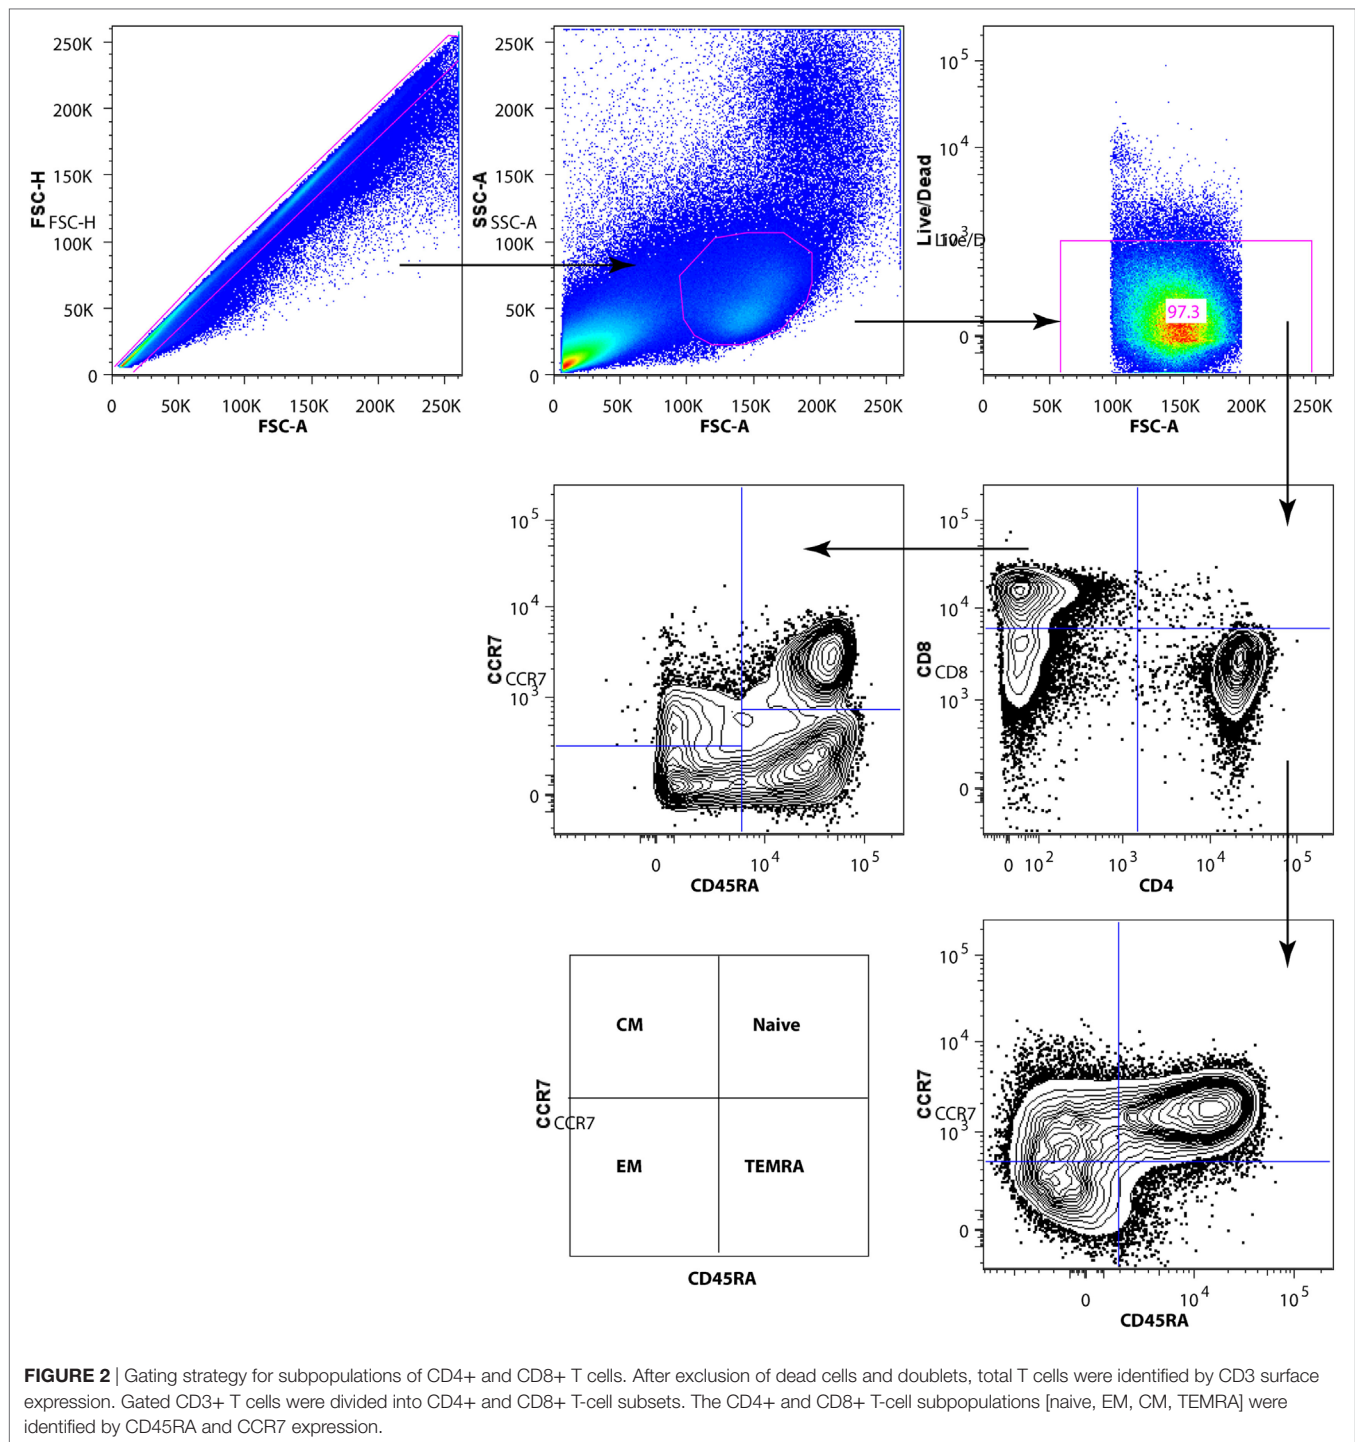 250K
200K
150K
100K
50K
0
FSC-H
FSC-H
0 50K 100K 150K 200K 250K
FSC-A
250K
200K
150K
100K
50K
0
SSC-A
SSC-A
0 50K 100K 150K 200K 250K
FSC-A
10^5
10^4
10^3
0
Live/Dead
Live/D
97.3
0 50K 100K 150K 200K 250K
FSC-A
10^5
10^4
10^3
0
CCR7
CCR7
0 10^4 10^5
CD45RA
10^5
10^4
10^3
0
CD8
CD8
0 10^2 10^3 10^4 10^5
CD4
CM Naive
EM TEMRA
CCR7
CCR7
CD45RA
10^5
10^4
10^3
0
CCR7
CCR7
0 10^4 10^5
CD45RA
FIGURE 2 | Gating strategy for subpopulations of CD4+ and CD8+ T cells. After exclusion of dead cells and doublets, total T cells were identified by CD3 surface
expression. Gated CD3+ T cells were divided into CD4+ and CD8+ T-cell subsets. The CD4+ and CD8+ T-cell subpopulations [naive, EM, CM, TEMRA] were
identified by CD45RA and CCR7 expression.